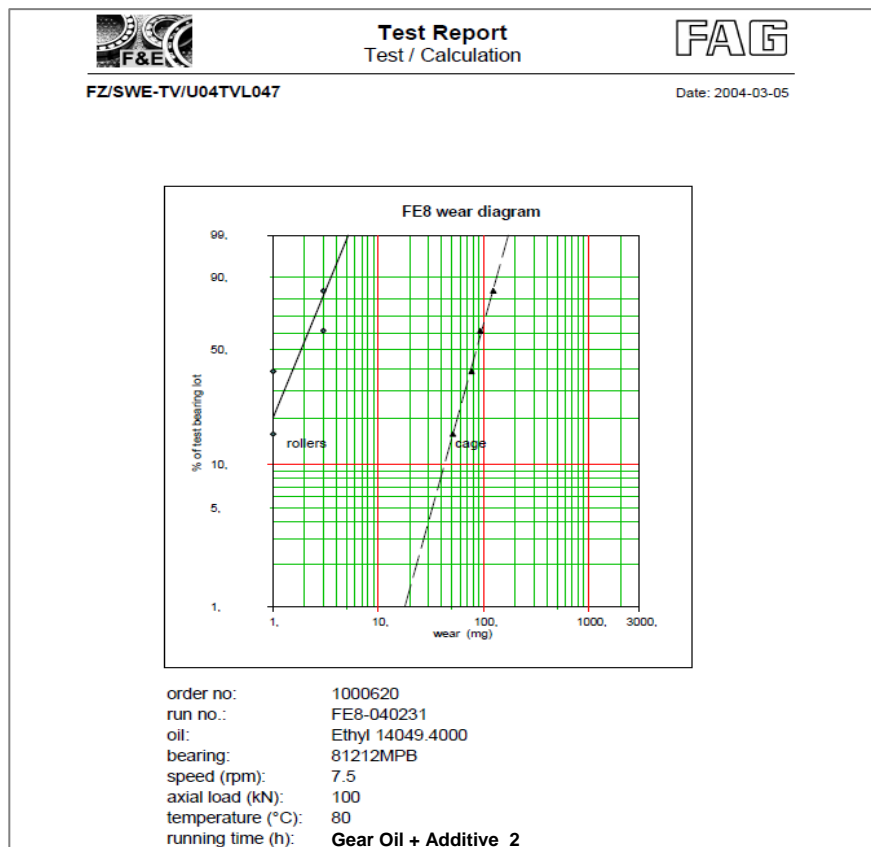 F&E
Test Report
FAG
Test / Calculation
FZ/SWE-TV/U04TVL047
Date: 2004-03-05
FE8 wear diagram
99,
90,
50,
10,
5,
1,
% of test bearing lot
rollers
cage
1,
10,
100,
1000,
3000,
wear (mg)
order no: 1000620
run no.: FE8-040231
oil: Ethyl 14049.4000
bearing: 81212MPB
speed (rpm): 7.5
axial load (kN): 100
temperature (°C): 80
running time (h): Gear Oil + Additive 2